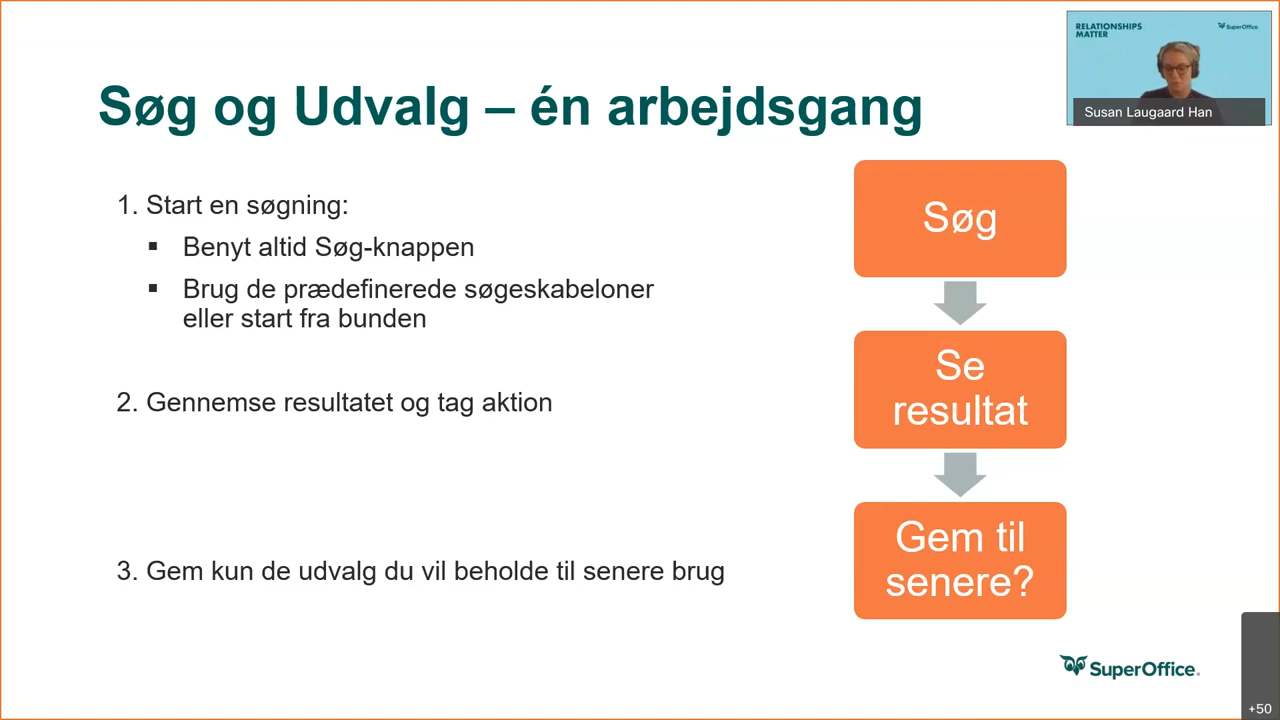 RELATIONSHIPS
MATTER
SuperOffice
Susan Laugaard Han
Søg og Udvalg – én arbejdsgang
1. Start en søgning:
▪ Benyt altid Søg-knappen
▪ Brug de prædefinerede søgeskabeloner
eller start fra bunden
2. Gennemse resultatet og tag aktion
3. Gem kun de udvalg du vil beholde til senere brug
Søg
Se
resultat
Gem til
senere?
SuperOffice.
+50